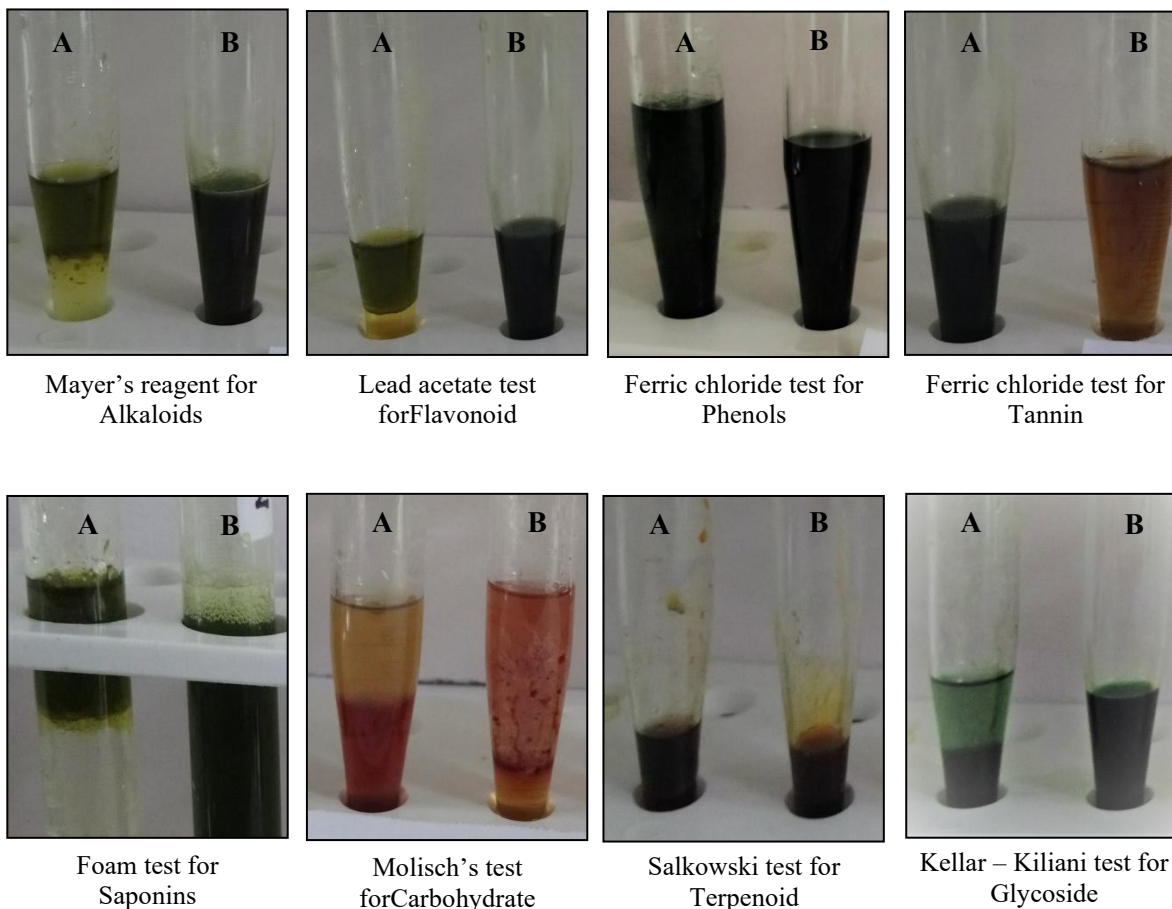 A B
A B
A B
A B
Mayer's reagent for
Alkaloids
Lead acetate test
forFlavonoid
Ferric chloride test for
Phenols
Ferric chloride test for
Tannin
A B
A B
A B
A B
Foam test for
Saponins
Molisch's test
forCarbohydrate
Salkowski test for
Terpenoid
Kellar – Kiliani test for
Glycoside